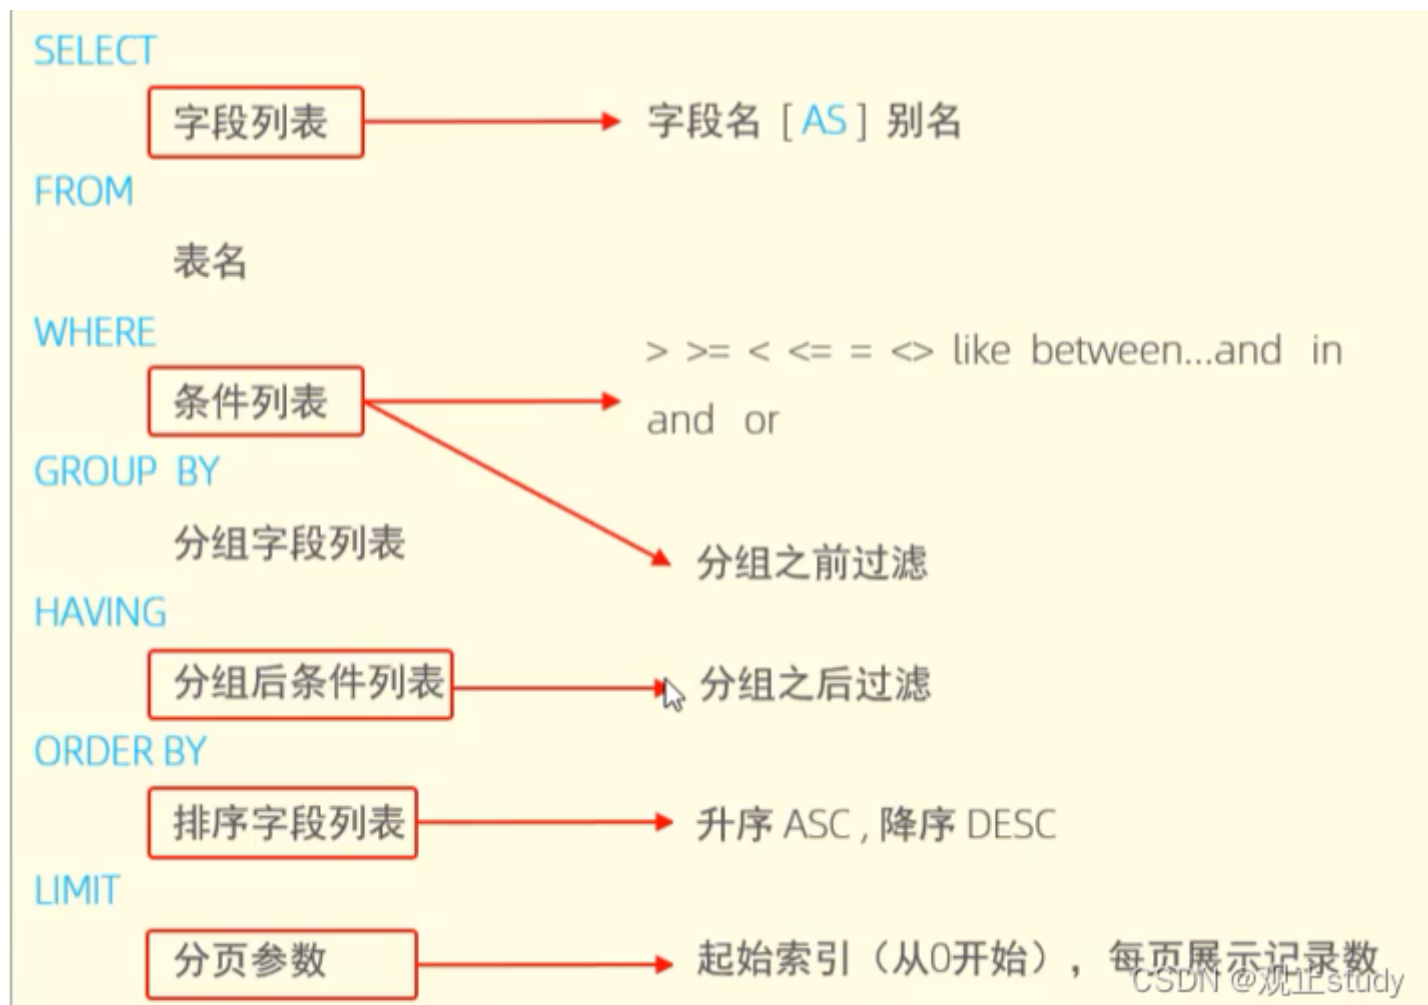 SELECT
字段列表 字段名 [ AS ] 别名
FROM
表名
WHERE
> >= < <= = <> like between...and in
条件列表
and or
GROUP BY
分组字段列表
分组之前过滤
HAVING
分组后条件列表 分组之后过滤
ORDER BY
排序字段列表 升序 ASC , 降序 DESC
LIMIT
分页参数 起始索引（从0开始），每页展示记录数
CSDN @观止study